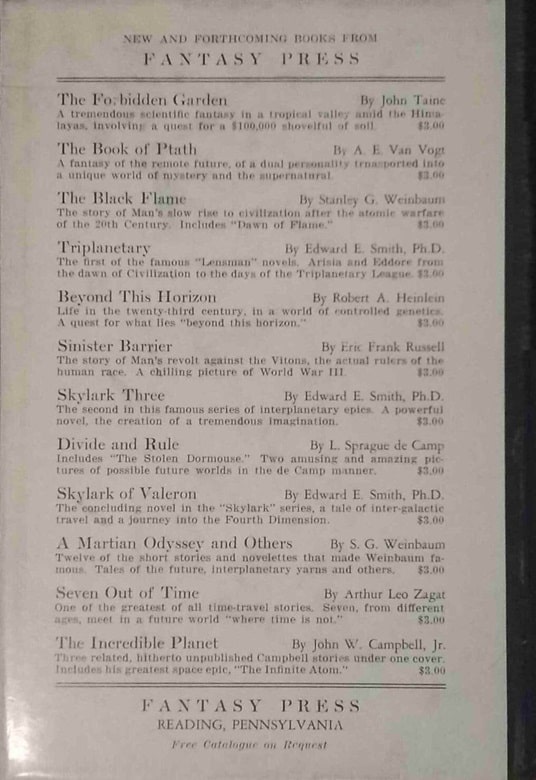 NEW AND FORTHCOMING BOOKS FROM
FANTASY PRESS
The Forbidden Garden By John Taine
A tremendous scientific fantasy in a tropical valley amid the Hima-
layas, involving a quest for a $100,000 shovelful of soil. $3.00
The Book of Ptath By A. E. Van Vogt
A fantasy of the remote future, of a dual personality transported into
a unique world of mystery and the supernatural. $3.00
The Black Flame By Stanley G. Weinbaum
The story of Man's slow rise to civilization after the atomic warfare
of the 20th Century. Includes "Dawn of Flame." $3.00
Triplanetary By Edward E. Smith, Ph.D.
The first of the famous "Lensman" novels. Arisia and Eddore from
the dawn of Civilization to the days of the Triplanetary League. $3.00
Beyond This Horizon By Robert A. Heinlein
Life in the twenty-third century, in a world of controlled genetics.
A quest for what lies "beyond this horizon." $3.00
Sinister Barrier By Eric Frank Russell
The story of Man's revolt against the Vitons, the actual rulers of the
human race. A chilling picture of World War III. $3.00
Skylark Three By Edward E. Smith, Ph.D.
The second in this famous series of interplanetary epics. A powerful
novel, the creation of a tremendous imagination. $3.00
Divide and Rule By L. Sprague de Camp
Includes "The Stolen Dormouse." Two amusing and amazing pic-
tures of possible future worlds in the de Camp manner. $3.00
Skylark of Valeron By Edward E. Smith, Ph.D.
The concluding novel in the "Skylark" series, a tale of inter-galactic
travel and a journey into the Fourth Dimension. $3.00
A Martian Odyssey and Others By S. G. Weinbaum
Twelve of the short stories and novelettes that made Weinbaum fa-
mous. Tales of the future, interplanetary yarns and others. $3.00
Seven Out of Time By Arthur Leo Zagat
One of the greatest of all time-travel stories. Seven, from different
ages, meet in a future world "where time is not." $3.00
The Incredible Planet By John W. Campbell, Jr.
Three related, hitherto unpublished Campbell stories under one cover.
Includes his greatest space epic, "The Infinite Atom." $3.00
FANTASY PRESS
READING, PENNSYLVANIA
Free Catalogue on Request